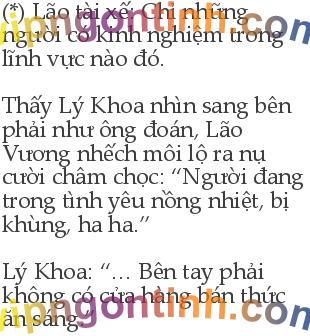 (*) Lão tài xế: Chỉ những
người có kinh nghiệm trong
lĩnh vực nào đó.
Thấy Lý Khoa nhìn sang bên
phải như ông đoán, Lão
Vương nhếch môi lộ ra nụ
cười châm chọc: “Người đang
trong tình yêu nồng nhiệt, bị
khùng, ha ha.”
Lý Khoa: “... Bên tay phải
không có cửa hàng bán thức
ăn sáng.”
vipngontinh.com
vipngontinh.com